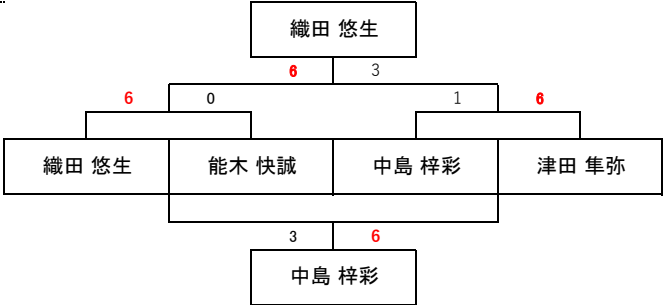 織田 悠生
6 3
6 0 1 6
織田 悠生 能木 快誠 中島 梓彩 津田 隼弥
3 6
中島 梓彩